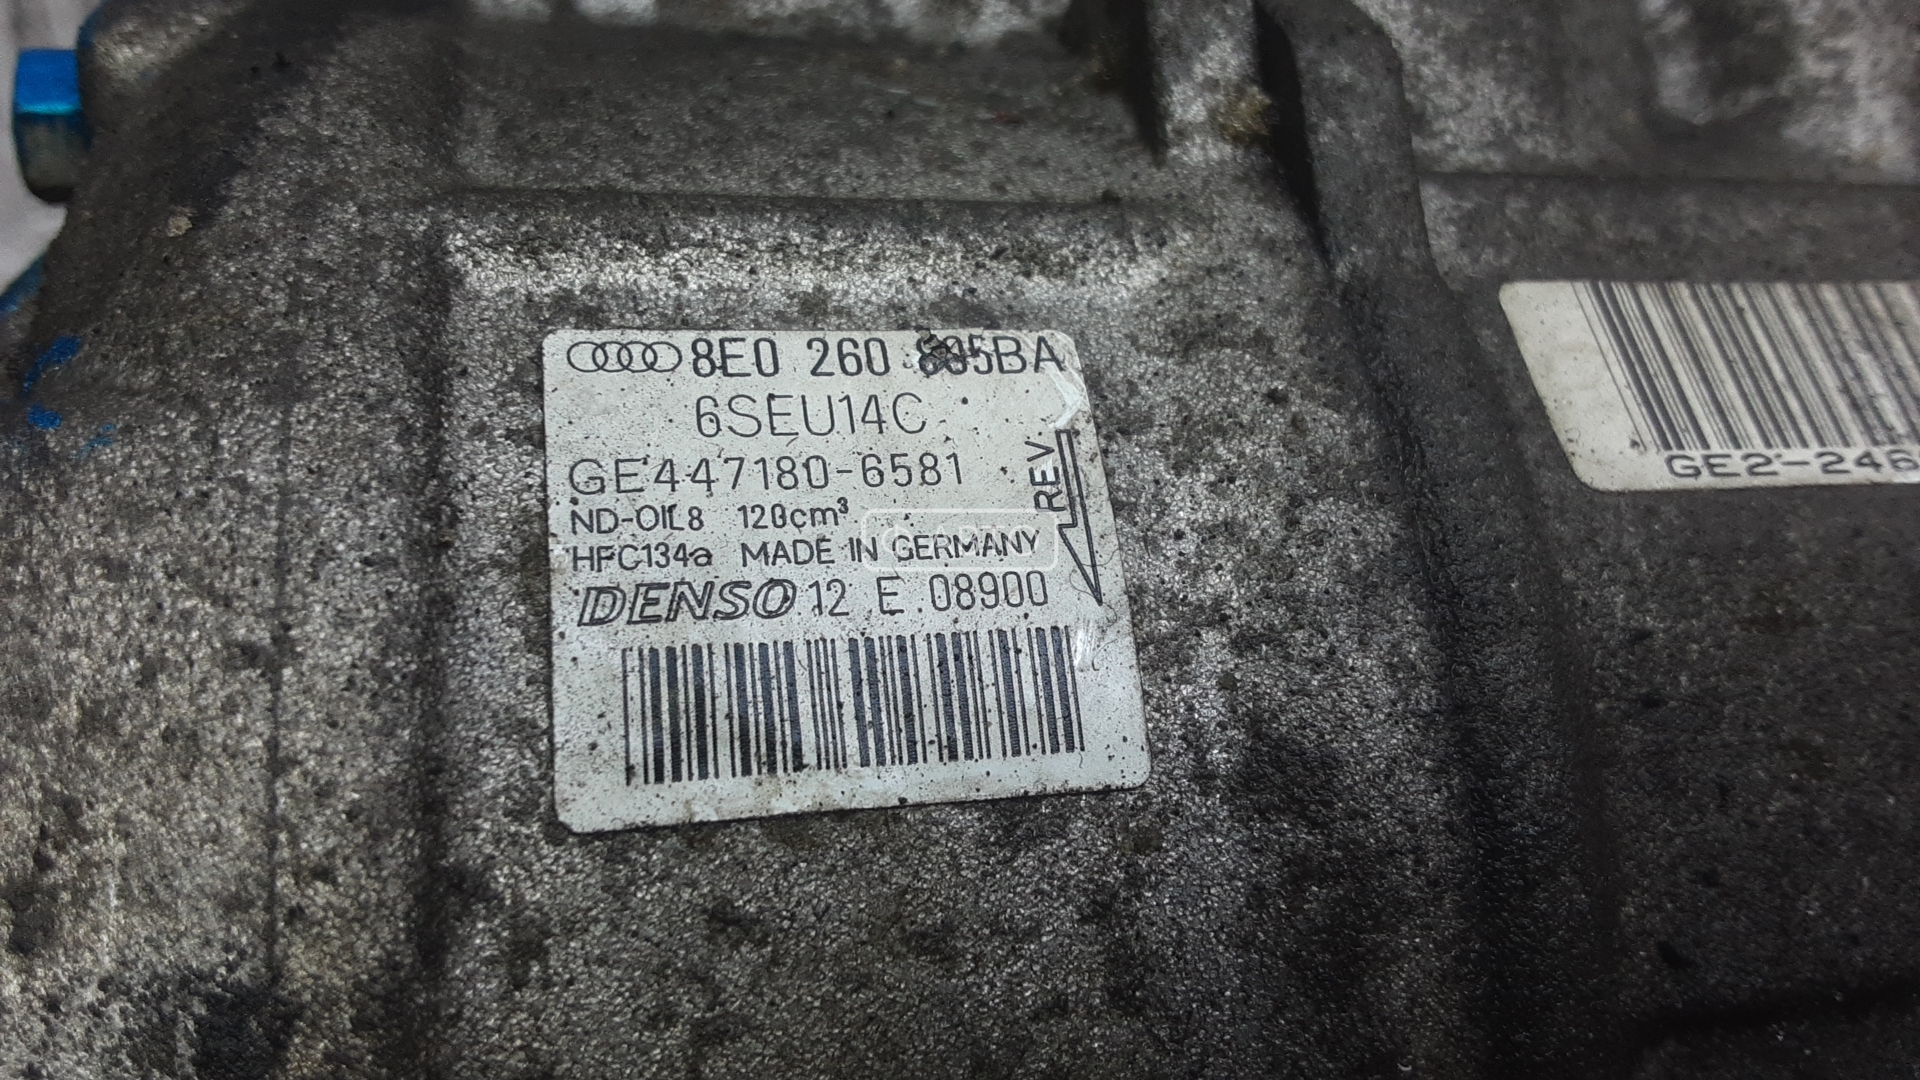 8E0 260 805BA
6SEU14C
GE447180-6581
REV
ND-OIL8 120cm³
HFC134a MADE IN GERMANY
DENSO 12 E 08900
GE2-246